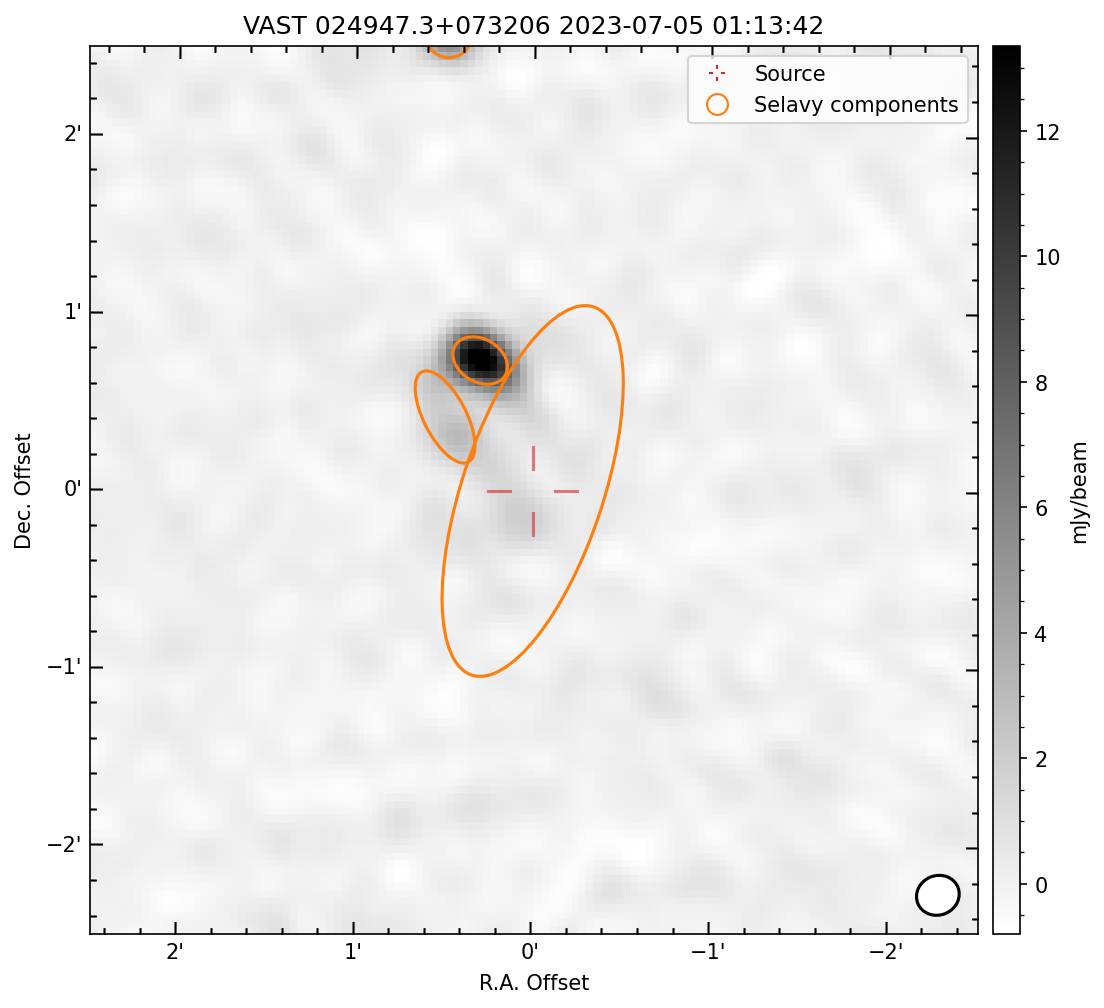 VAST 024947.3+073206 2023-07-05 01:13:42
Source
Selavy components
2'
1'
0'
−1'
−2'
Dec. Offset
2'
1'
0'
−1'
−2'
R.A. Offset
12
10
8
6
4
2
0
mJy/beam